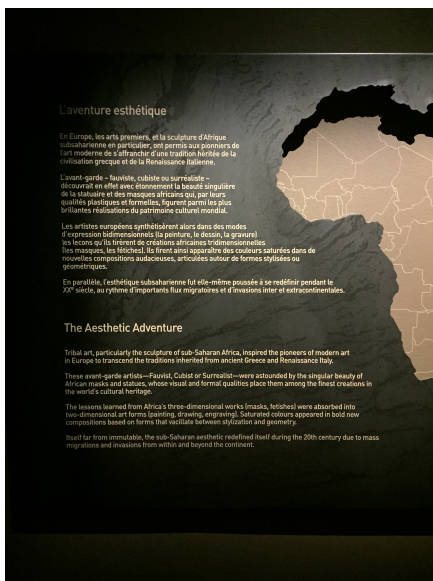 L'aventure esthétique
En Europe, les arts premiers, et la sculpture d'Afrique
subsaharienne en particulier, ont permis aux pionniers de
l'art moderne de s'affranchir d'une tradition héritée de la
civilisation grecque et de la Renaissance italienne.
L'avant-garde – fauviste, cubiste ou surréaliste –
découvrait en effet avec étonnement la beauté singulière
de la statuaire et des masques africains qui, par leurs
qualités plastiques et formelles, figurent parmi les plus
brillantes réalisations du patrimoine culturel mondial.
Les artistes européens synthétisèrent alors dans des modes
d'expression bidimensionnels (la peinture, le dessin, la gravure)
les leçons qu'ils tirèrent de créations africaines tridimensionnelles
(les masques, les fétiches). Ils firent ainsi apparaître des couleurs saturées dans de
nouvelles compositions audacieuses, articulées autour de formes stylisées ou
géométriques.
En parallèle, l'esthétique subsaharienne fut elle-même poussée à se redéfinir pendant le
XXe siècle, au rythme d'importants flux migratoires et d'invasions inter et extracontinentales.
The Aesthetic Adventure
Tribal art, particularly the sculpture of sub-Saharan Africa, inspired the pioneers of modern art
in Europe to transcend the traditions inherited from ancient Greece and Renaissance Italy.
These avant-garde artists—Fauvist, Cubist or Surrealist—were astounded by the singular beauty of
African masks and statues, whose visual and formal qualities place them among the finest creations in
the world's cultural heritage.
The lessons learned from Africa's three-dimensional works (masks, fetishes) were absorbed into
two-dimensional art forms (painting, drawing, engraving). Saturated colours appeared in bold new
compositions based on forms that vacillate between stylization and geometry.
Itself far from immutable, the sub-Saharan aesthetic redefined itself during the 20th century due to mass
migrations and invasions from within and beyond the continent.